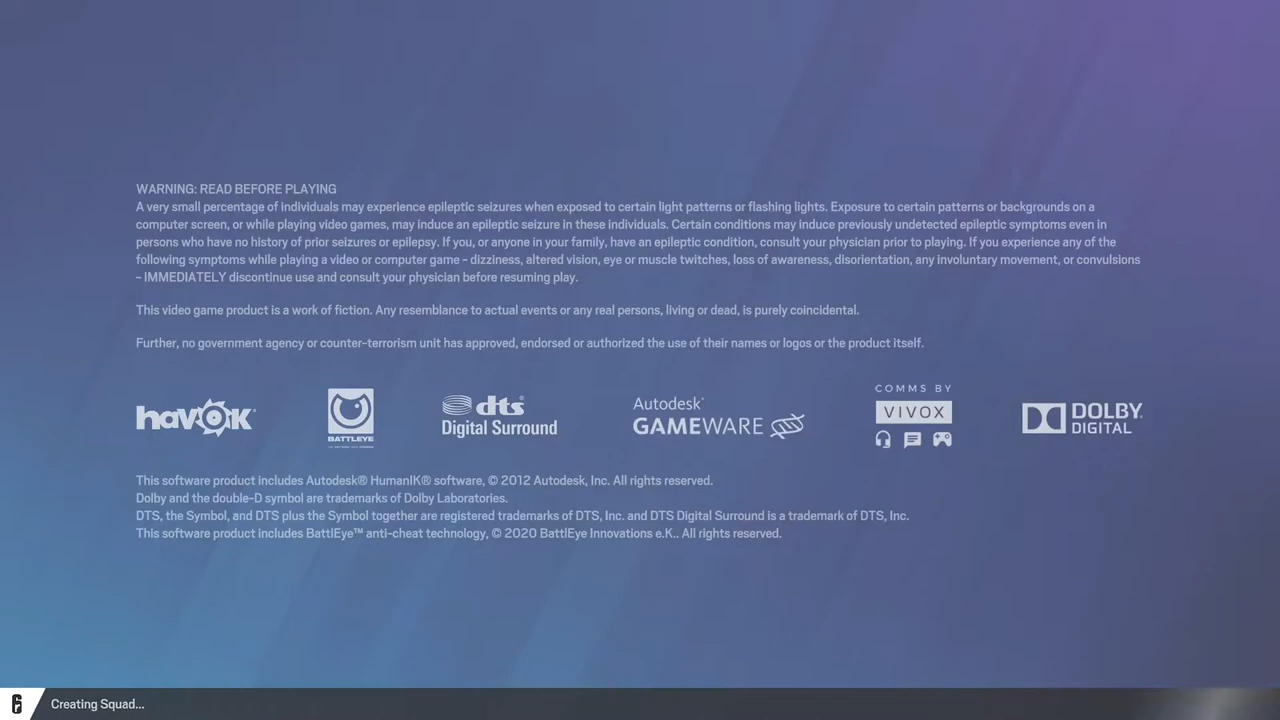 WARNING: READ BEFORE PLAYING
A very small percentage of individuals may experience epileptic seizures when exposed to certain light patterns or flashing lights. Exposure to certain patterns or backgrounds on a
computer screen, or while playing video games, may induce an epileptic seizure in these individuals. Certain conditions may induce previously undetected epileptic symptoms even in
persons who have no history of prior seizures or epilepsy. If you, or anyone in your family, have an epileptic condition, consult your physician prior to playing. If you experience any of the
following symptoms while playing a video or computer game - dizziness, altered vision, eye or muscle twitches, loss of awareness, disorientation, any involuntary movement, or convulsions
– IMMEDIATELY discontinue use and consult your physician before resuming play.
This video game product is a work of fiction. Any resemblance to actual events or any real persons, living or dead, is purely coincidental.
Further, no government agency or counter-terrorism unit has approved, endorsed or authorized the use of their names or logos or the product itself.
havok
BATTLEYE
dts
Digital Surround
Autodesk®
GAMEWARE
COMMS BY
VIVOX
DOLBY®
DIGITAL
This software product includes Autodesk® HumanIK® software, © 2012 Autodesk, Inc. All rights reserved.
Dolby and the double-D symbol are trademarks of Dolby Laboratories.
DTS, the Symbol, and DTS plus the Symbol together are registered trademarks of DTS, Inc. and DTS Digital Surround is a trademark of DTS, Inc.
This software product includes BattlEye™ anti-cheat technology, © 2020 BattlEye Innovations e.K.. All rights reserved.
Creating Squad...